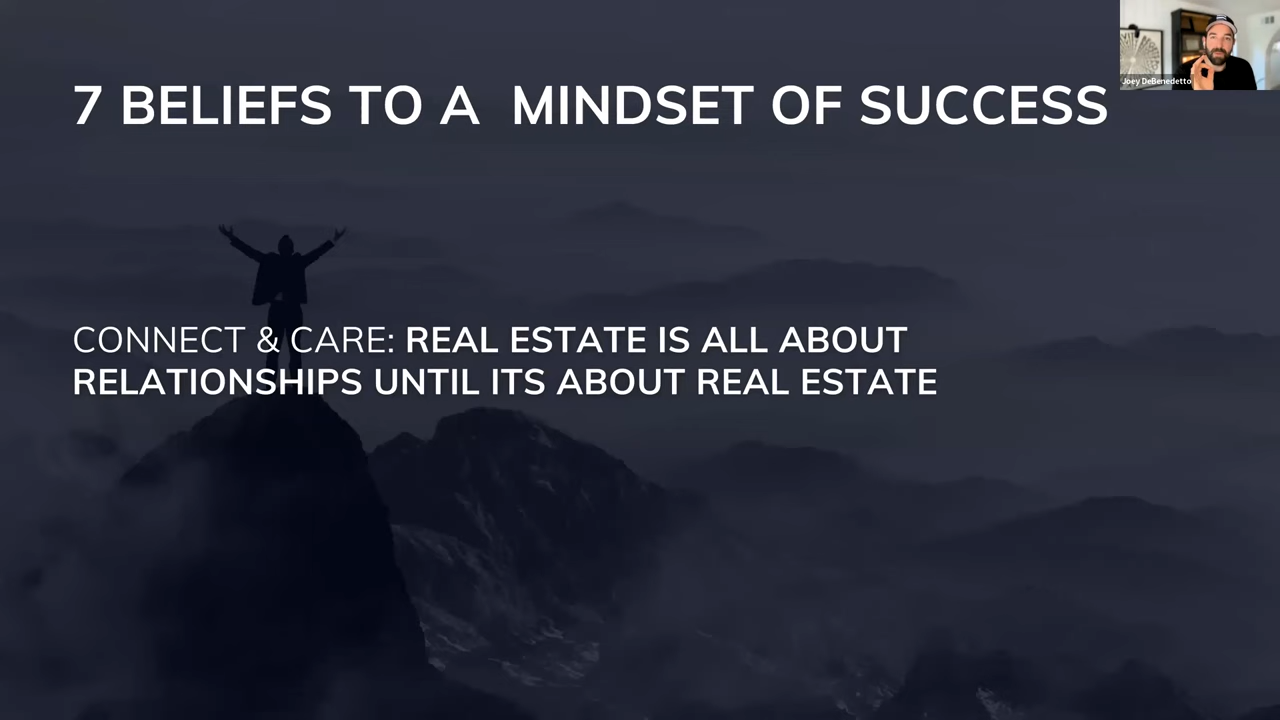 7 BELIEFS TO A MINDSET OF SUCCESS
Joey DeBenedetto
CONNECT & CARE: REAL ESTATE IS ALL ABOUT
RELATIONSHIPS UNTIL ITS ABOUT REAL ESTATE